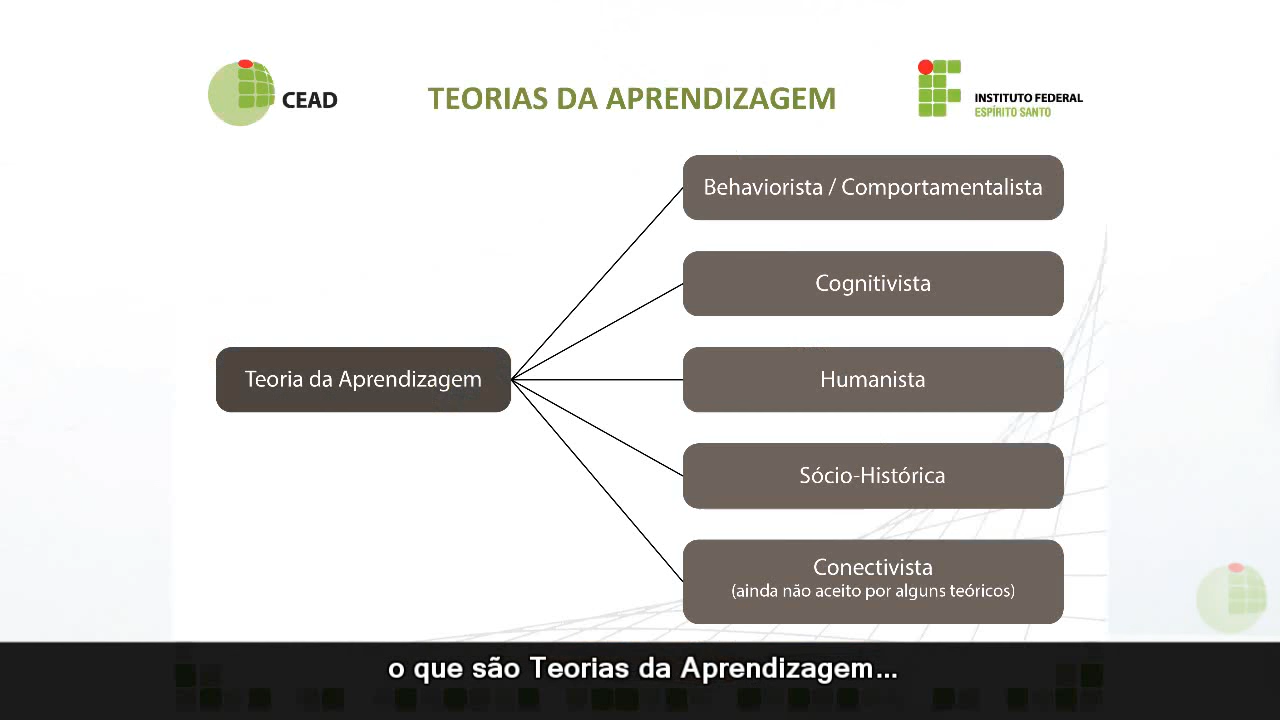 CEAD
TEORIAS DA APRENDIZAGEM
INSTITUTO FEDERAL
ESPÍRITO SANTO
Behaviorista / Comportamentalista
Cognitivista
Teoria da Aprendizagem
Humanista
Sócio-Histórica
Conectivista
(ainda não aceito por alguns teóricos)
o que são Teorias da Aprendizagem...